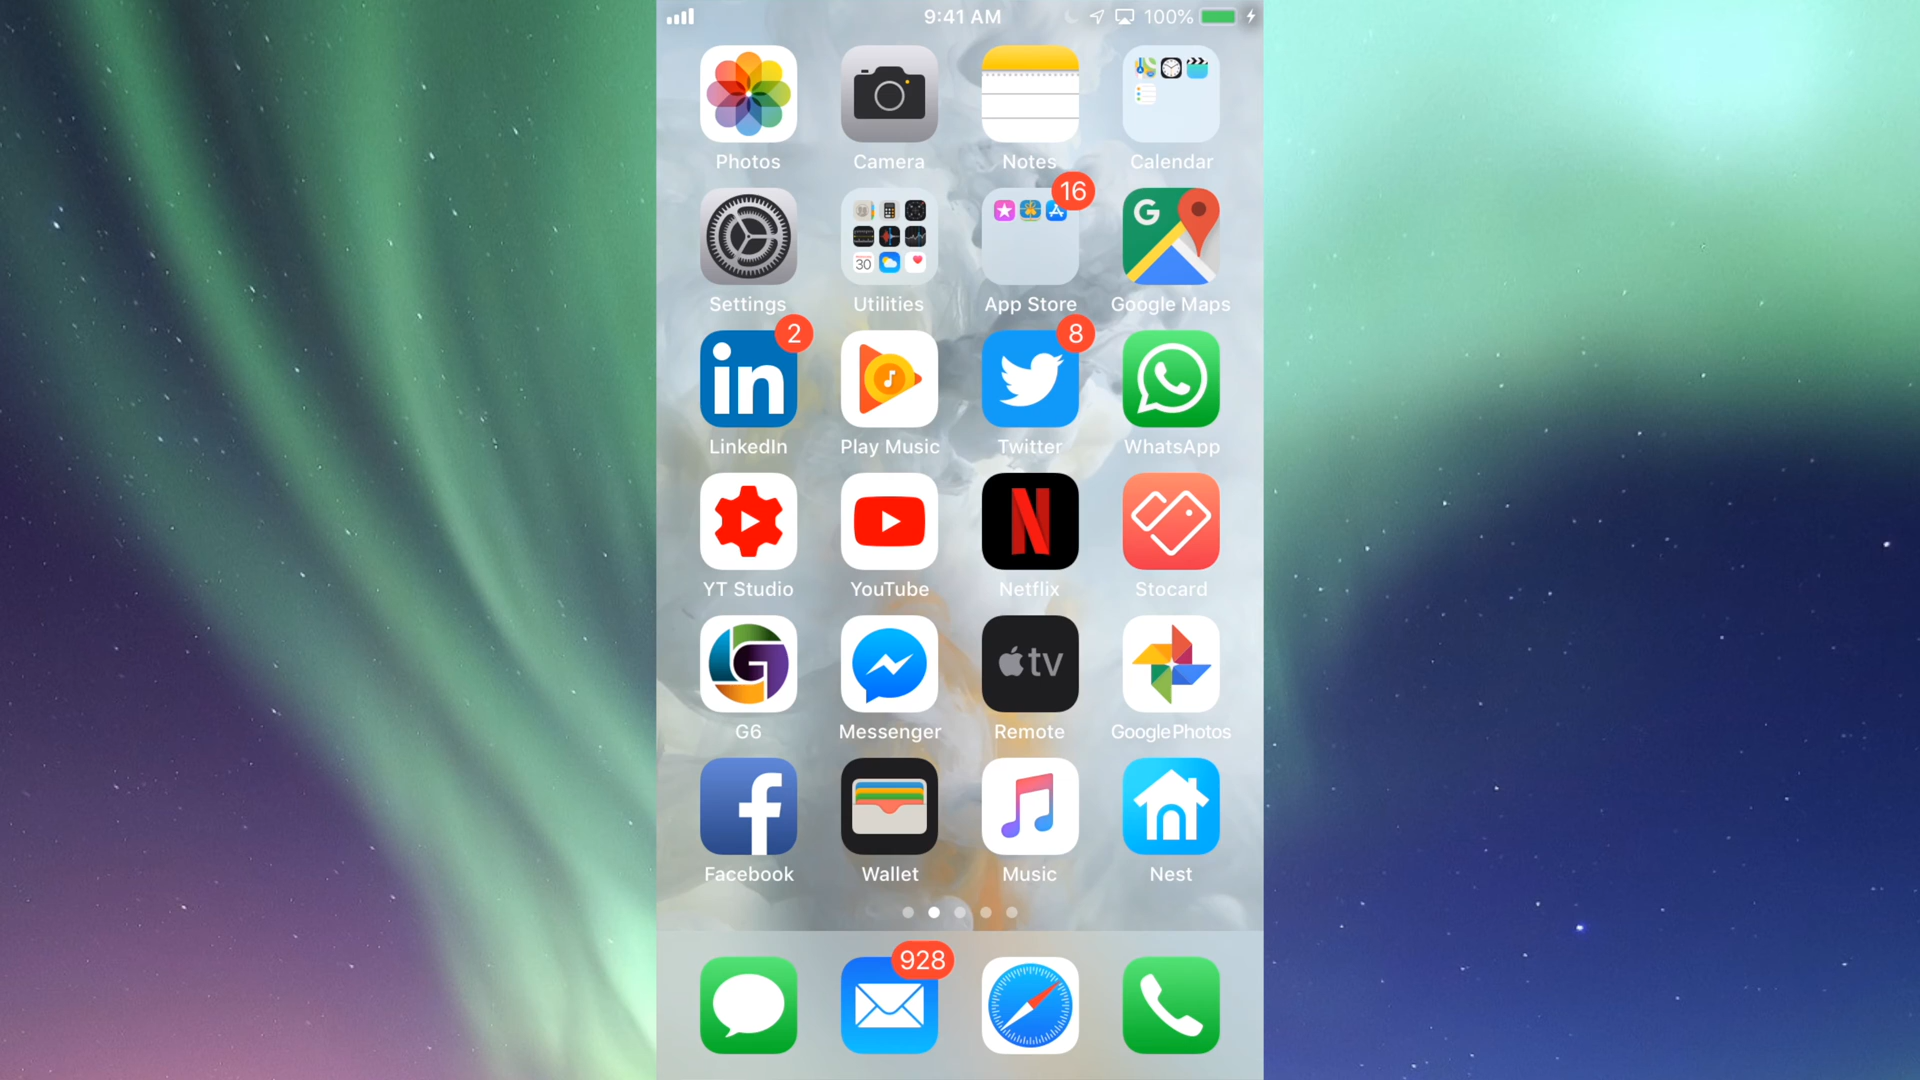 9:41 AM 100%
Photos Camera Notes Calendar
16
30
Settings Utilities App Store Google Maps
2 8
in
LinkedIn Play Music Twitter WhatsApp
N
YT Studio YouTube Netflix Stocard
G tv
G6 Messenger Remote Google Photos
f
Facebook Wallet Music Nest
928